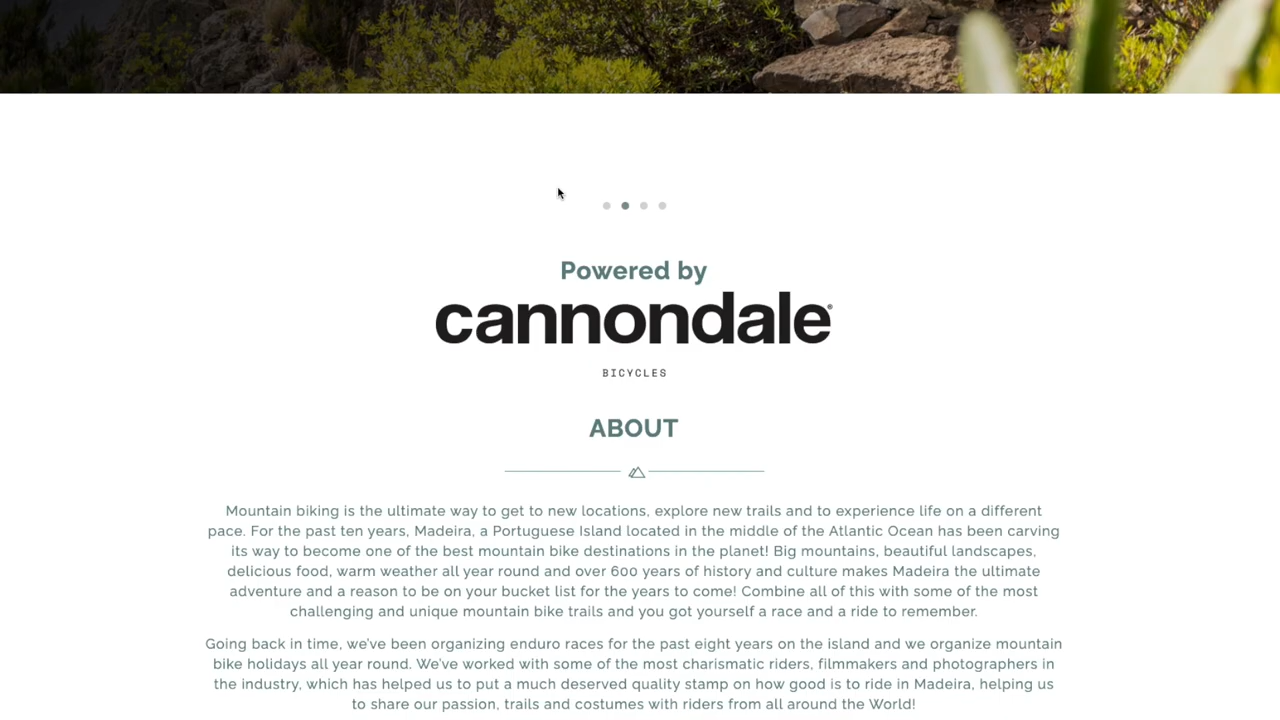 Powered by
cannondale®
BICYCLES
ABOUT
Mountain biking is the ultimate way to get to new locations, explore new trails and to experience life on a different
pace. For the past ten years, Madeira, a Portuguese Island located in the middle of the Atlantic Ocean has been carving
its way to become one of the best mountain bike destinations in the planet! Big mountains, beautiful landscapes,
delicious food, warm weather all year round and over 600 years of history and culture makes Madeira the ultimate
adventure and a reason to be on your bucket list for the years to come! Combine all of this with some of the most
challenging and unique mountain bike trails and you got yourself a race and a ride to remember.
Going back in time, we've been organizing enduro races for the past eight years on the island and we organize mountain
bike holidays all year round. We've worked with some of the most charismatic riders, filmmakers and photographers in
the industry, which has helped us to put a much deserved quality stamp on how good is to ride in Madeira, helping us
to share our passion, trails and costumes with riders from all around the World!